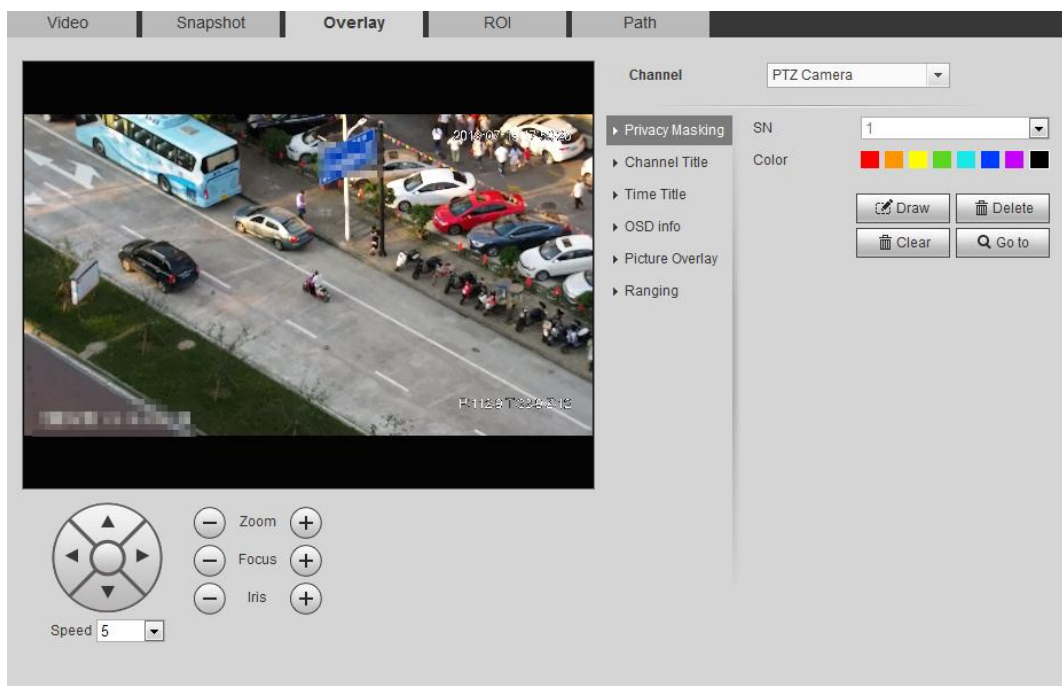 Video Snapshot Overlay ROI Path
Channel PTZ Camera
Privacy Masking
Channel Title
Time Title
OSD info
Picture Overlay
Ranging
SN 1
Color
Draw Delete
Clear Go to
Zoom
Focus
Iris
Speed 5